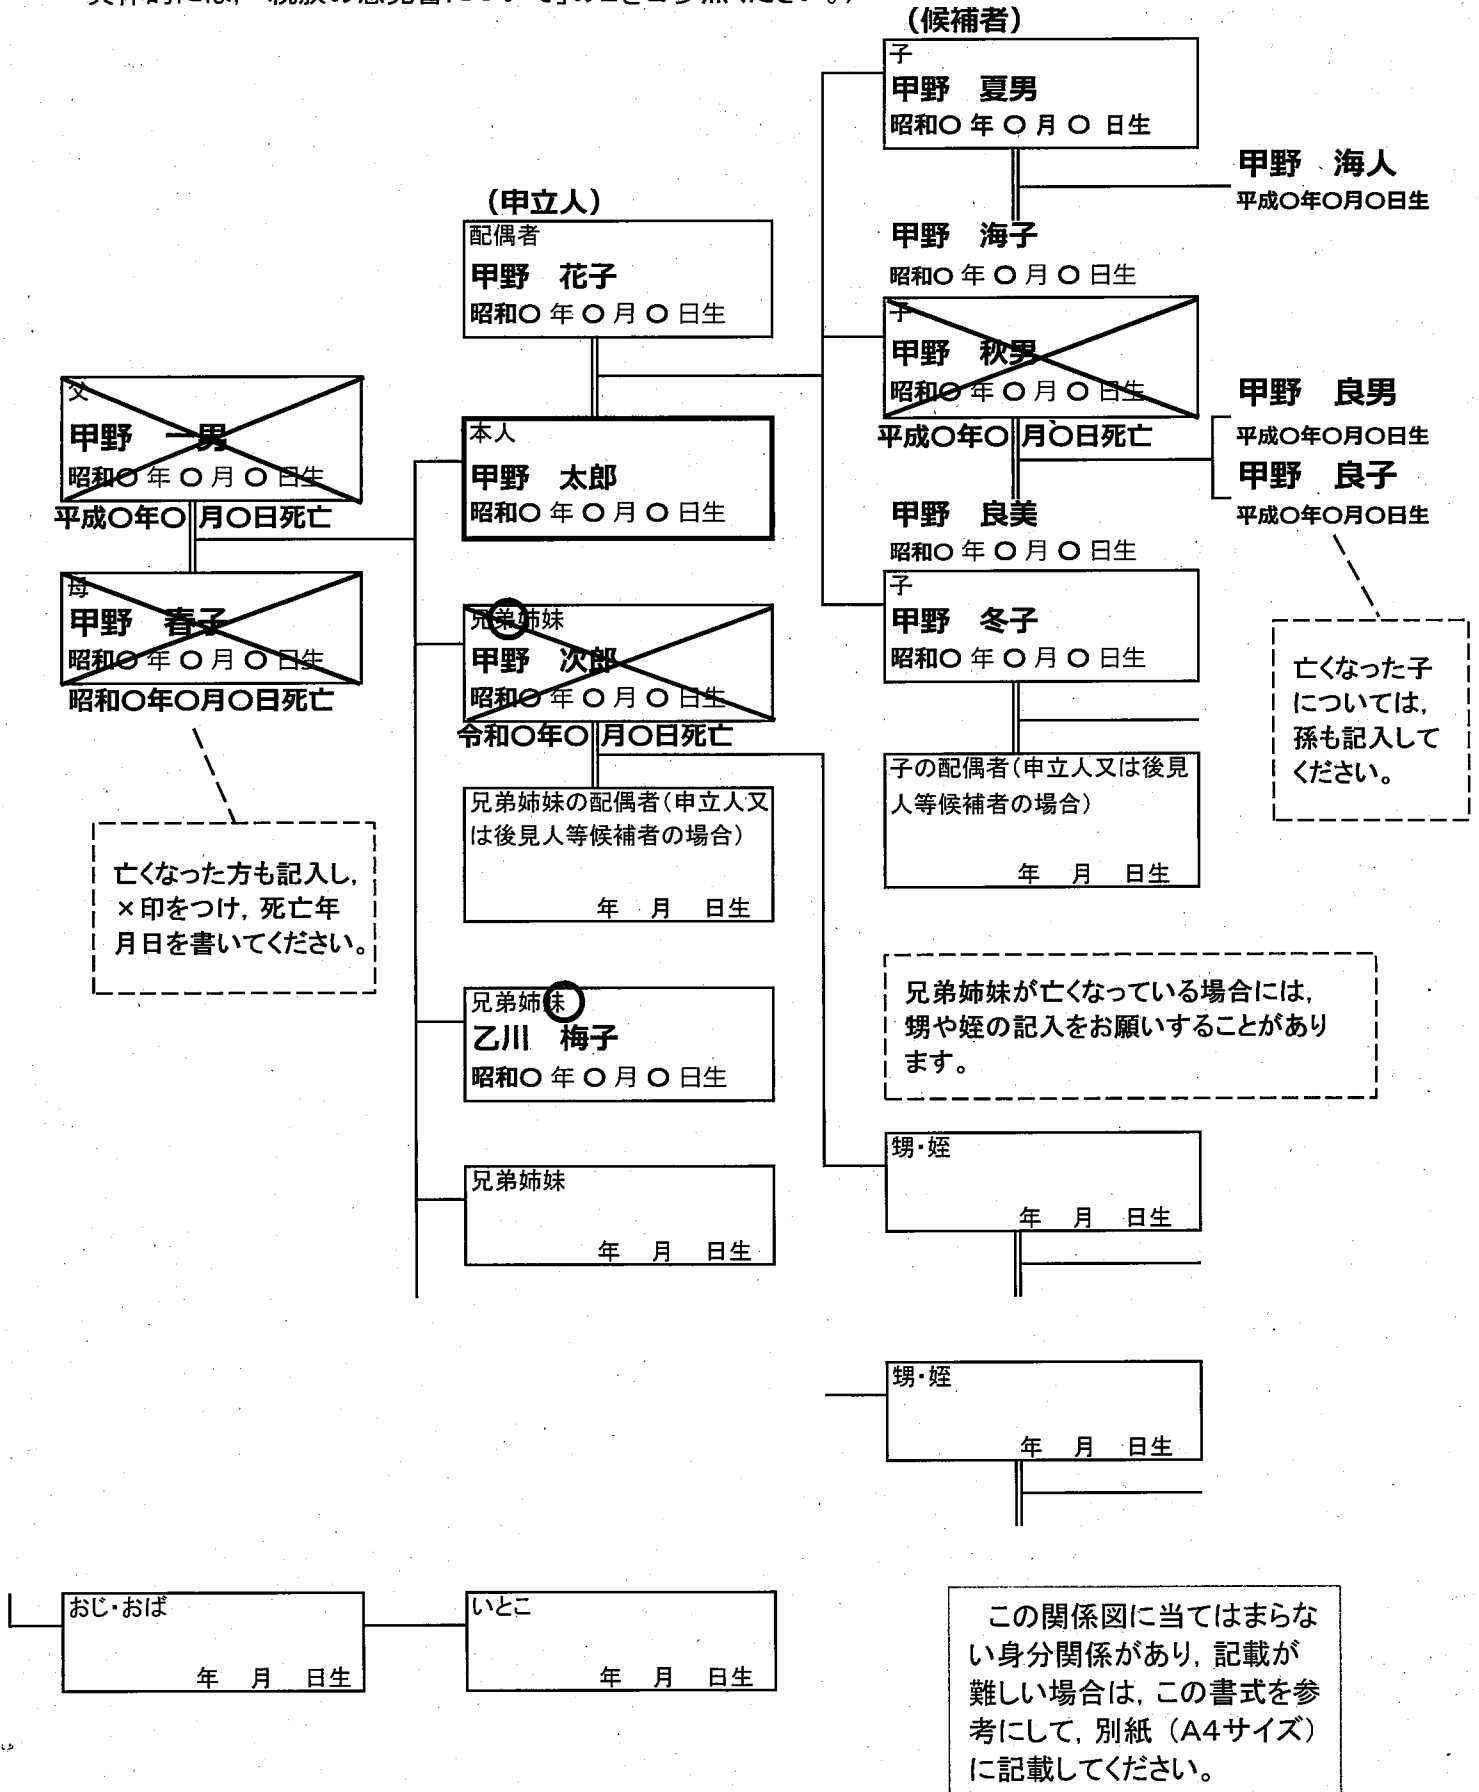 (候補者)
子
甲野 夏男
昭和○ 年 ○ 月 ○ 日生
甲野 海人
平成○年○月○日生
甲野 海子
昭和○ 年 ○ 月 ○ 日生
(申立人)
配偶者
甲野 花子
昭和○ 年 ○ 月 ○ 日生
子
甲野 秋男
昭和○ 年 ○ 月 ○ 日生
平成○年○月○日死亡
甲野 良男
平成○年○月○日生
甲野 良子
平成○年○月○日生
甲野 良美
昭和○ 年 ○ 月 ○ 日生
父
甲野 一男
昭和○ 年 ○ 月 ○ 日生
平成○年○月○日死亡
本人
甲野 太郎
昭和○ 年 ○ 月 ○ 日生
母
甲野 春子
昭和○ 年 ○ 月 ○ 日生
昭和○年○月○日死亡
兄弟姉妹
甲野 次郎
昭和○ 年 ○ 月 ○ 日生
令和○年○月○日死亡
子
甲野 冬子
昭和○ 年 ○ 月 ○ 日生
亡くなった子
については,
孫も記入して
ください。
子の配偶者(申立人又は後見
人等候補者の場合)
年 月 日生
兄弟姉妹の配偶者(申立人又
は後見人等候補者の場合)
年 月 日生
亡くなった方も記入し,
×印をつけ, 死亡年
月日を書いてください。
兄弟姉妹が亡くなっている場合には,
甥や姪の記入をお願いすることがあり
ます。
兄弟姉妹
乙川 梅子
昭和○ 年 ○ 月 ○ 日生
甥・姪
年 月 日生
兄弟姉妹
年 月 日生
甥・姪
年 月 日生
おじ・おば
年 月 日生
いとこ
年 月 日生
この関係図に当てはまらな
い身分関係があり, 記載が
難しい場合は, この書式を参
考にして, 別紙 (A4サイズ)
に記載してください。